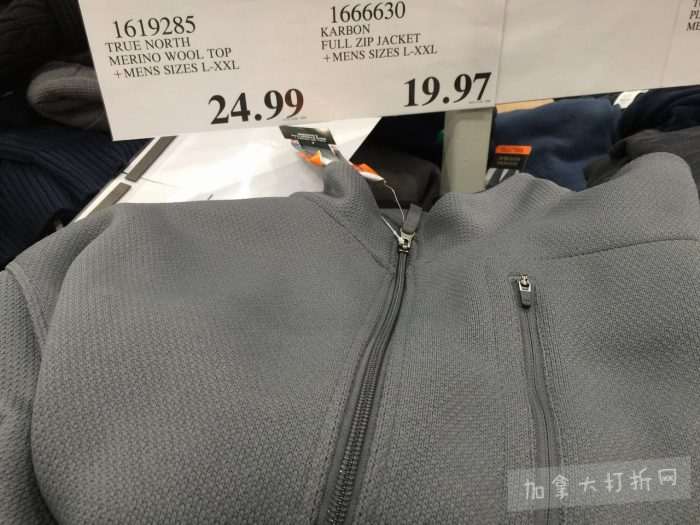 1619285
TRUE NORTH
MERINO WOOL TOP
+MENS SIZES L-XXL
24.99
1666630
KARBON
FULL ZIP JACKET
+MENS SIZES L-XXL
19.97
加拿大打折网